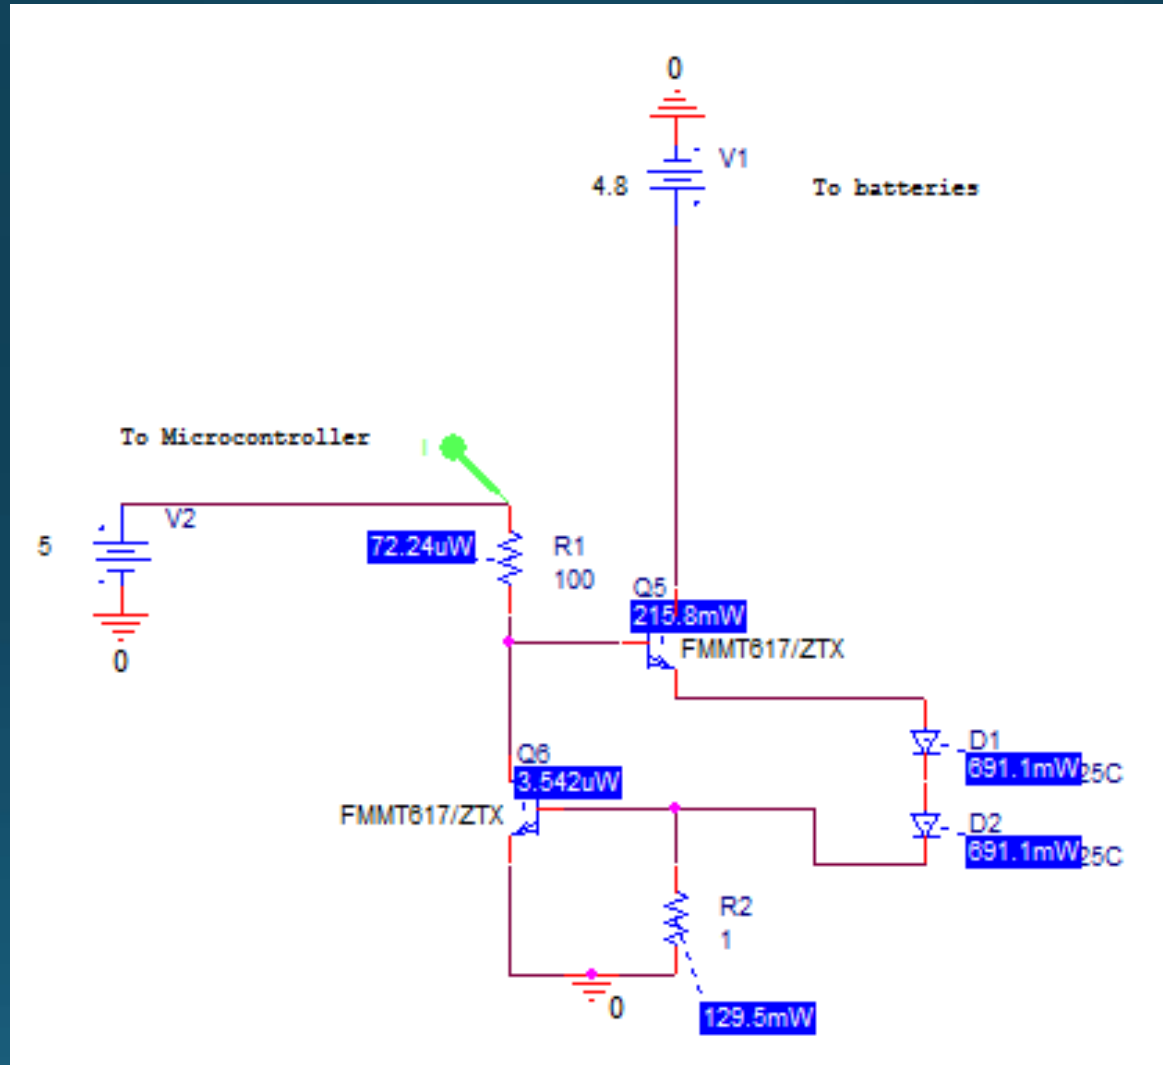 0
V1
4.8
To batteries
To Microcontroller
V2
5
0
72.24uW
R1
100
Q5
215.8mW
FMMT617/ZTX
Q6
3.542uW
FMMT617/ZTX
D1
691.1mW 25C
D2
691.1mW 25C
R2
1
0
129.5mW